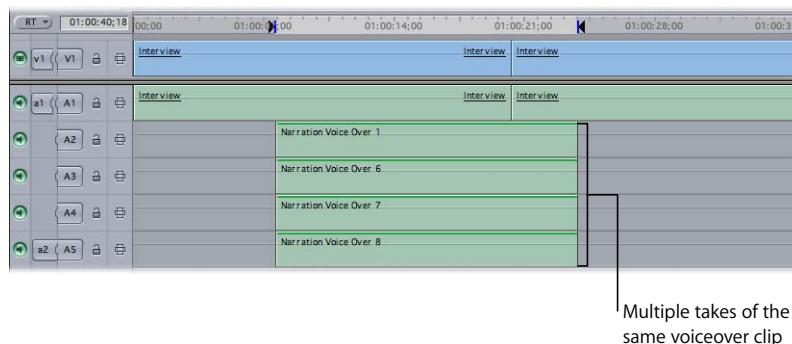 RT 01:00:40;18 00;00 01:00:07;00 01:00:14;00 01:00:21;00 01:00:28;00 01:00:3
v1 V1 Interview Interview Interview
a1 A1 Interview Interview Interview
A2 Narration Voice Over 1
A3 Narration Voice Over 6
A4 Narration Voice Over 7
a2 A5 Narration Voice Over 8
Multiple takes of the
same voiceover clip